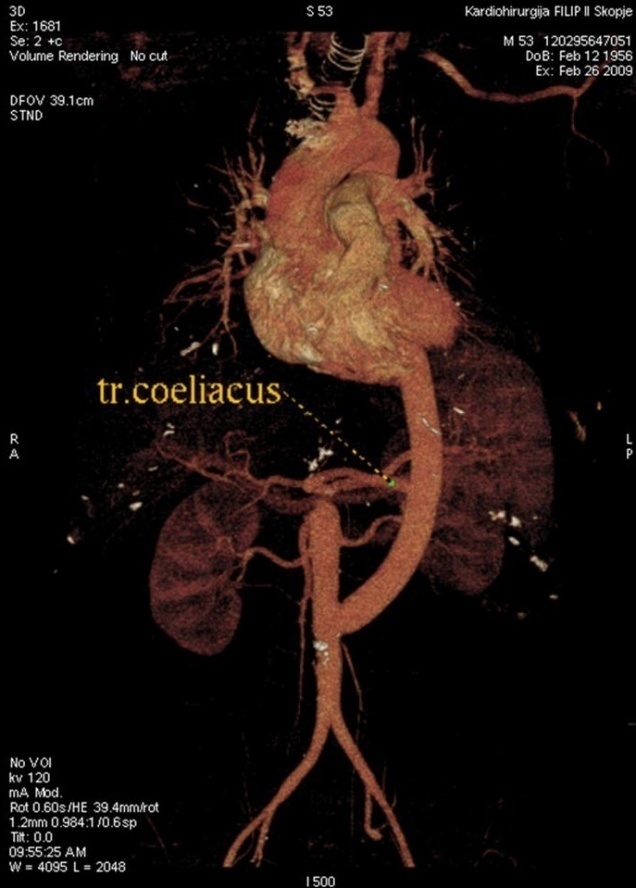 3D
Ex: 1681
Se: 2 +c
Volume Rendering No cut
DFOV 39.1cm
STND
S 53
Kardiohirurgija FILIP II Skopje
M 53 120295647051
DoB: Feb 12 1956
Ex: Feb 26 2009
tr.coeliacus
R
A
L
P
No VOI
kv 120
mA Mod.
Rot 0.60s/HE 39.4mm/rot
1.2mm 0.984:1/0.6sp
Tilt: 0.0
09:55:25 AM
W = 4095 L = 2048
I 500